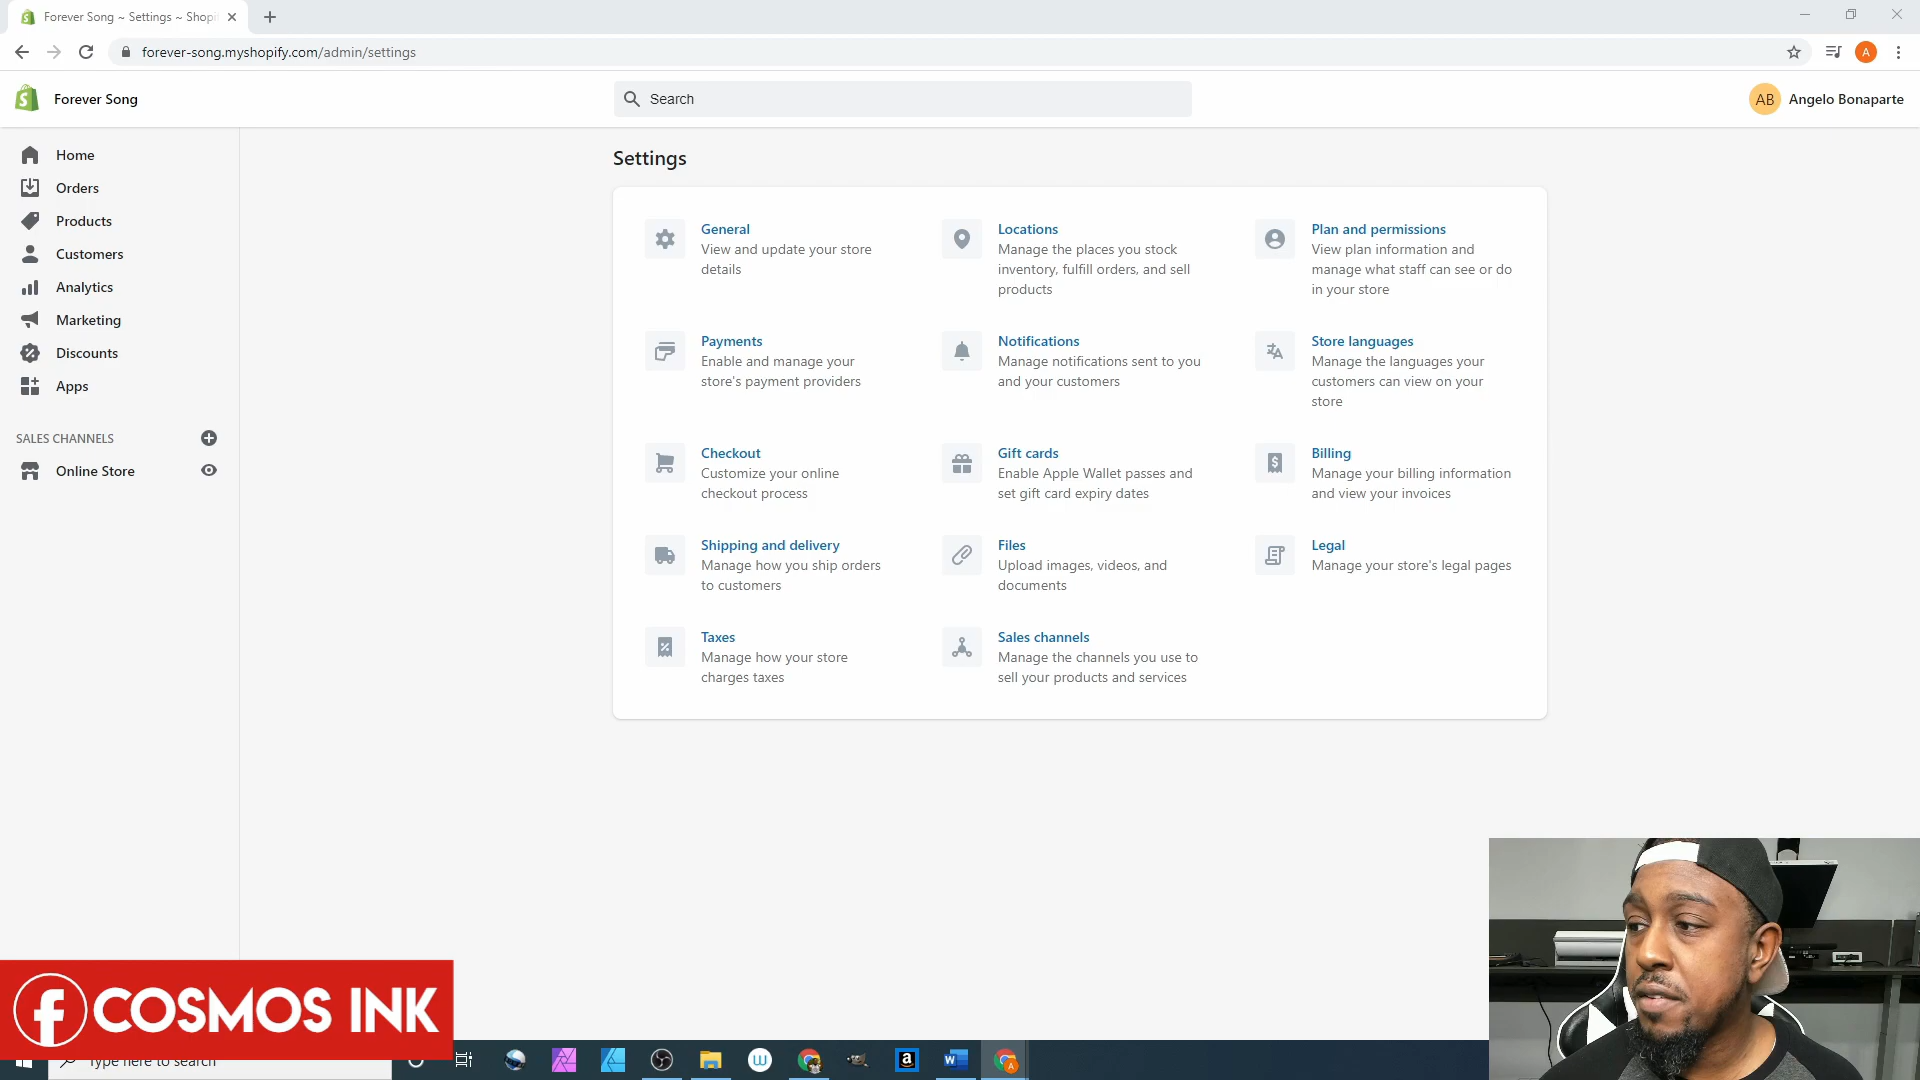 Forever Song ~ Settings ~ Shopi
forever-song.myshopify.com/admin/settings
A
Forever Song
Search
AB
Angelo Bonaparte
Home
Orders
Products
Customers
Analytics
Marketing
Discounts
Apps
SALES CHANNELS
Online Store
Settings
General
View and update your store
details
Locations
Manage the places you stock
inventory, fulfill orders, and sell
products
Plan and permissions
View plan information and
manage what staff can see or do
in your store
Payments
Enable and manage your
store's payment providers
Notifications
Manage notifications sent to you
and your customers
Store languages
Manage the languages your
customers can view on your
store
Checkout
Customize your online
checkout process
Gift cards
Enable Apple Wallet passes and
set gift card expiry dates
Billing
Manage your billing information
and view your invoices
Shipping and delivery
Manage how you ship orders
to customers
Files
Upload images, videos, and
documents
Legal
Manage your store's legal pages
Taxes
Manage how your store
charges taxes
Sales channels
Manage the channels you use to
sell your products and services
COSMOS INK
Type here to search